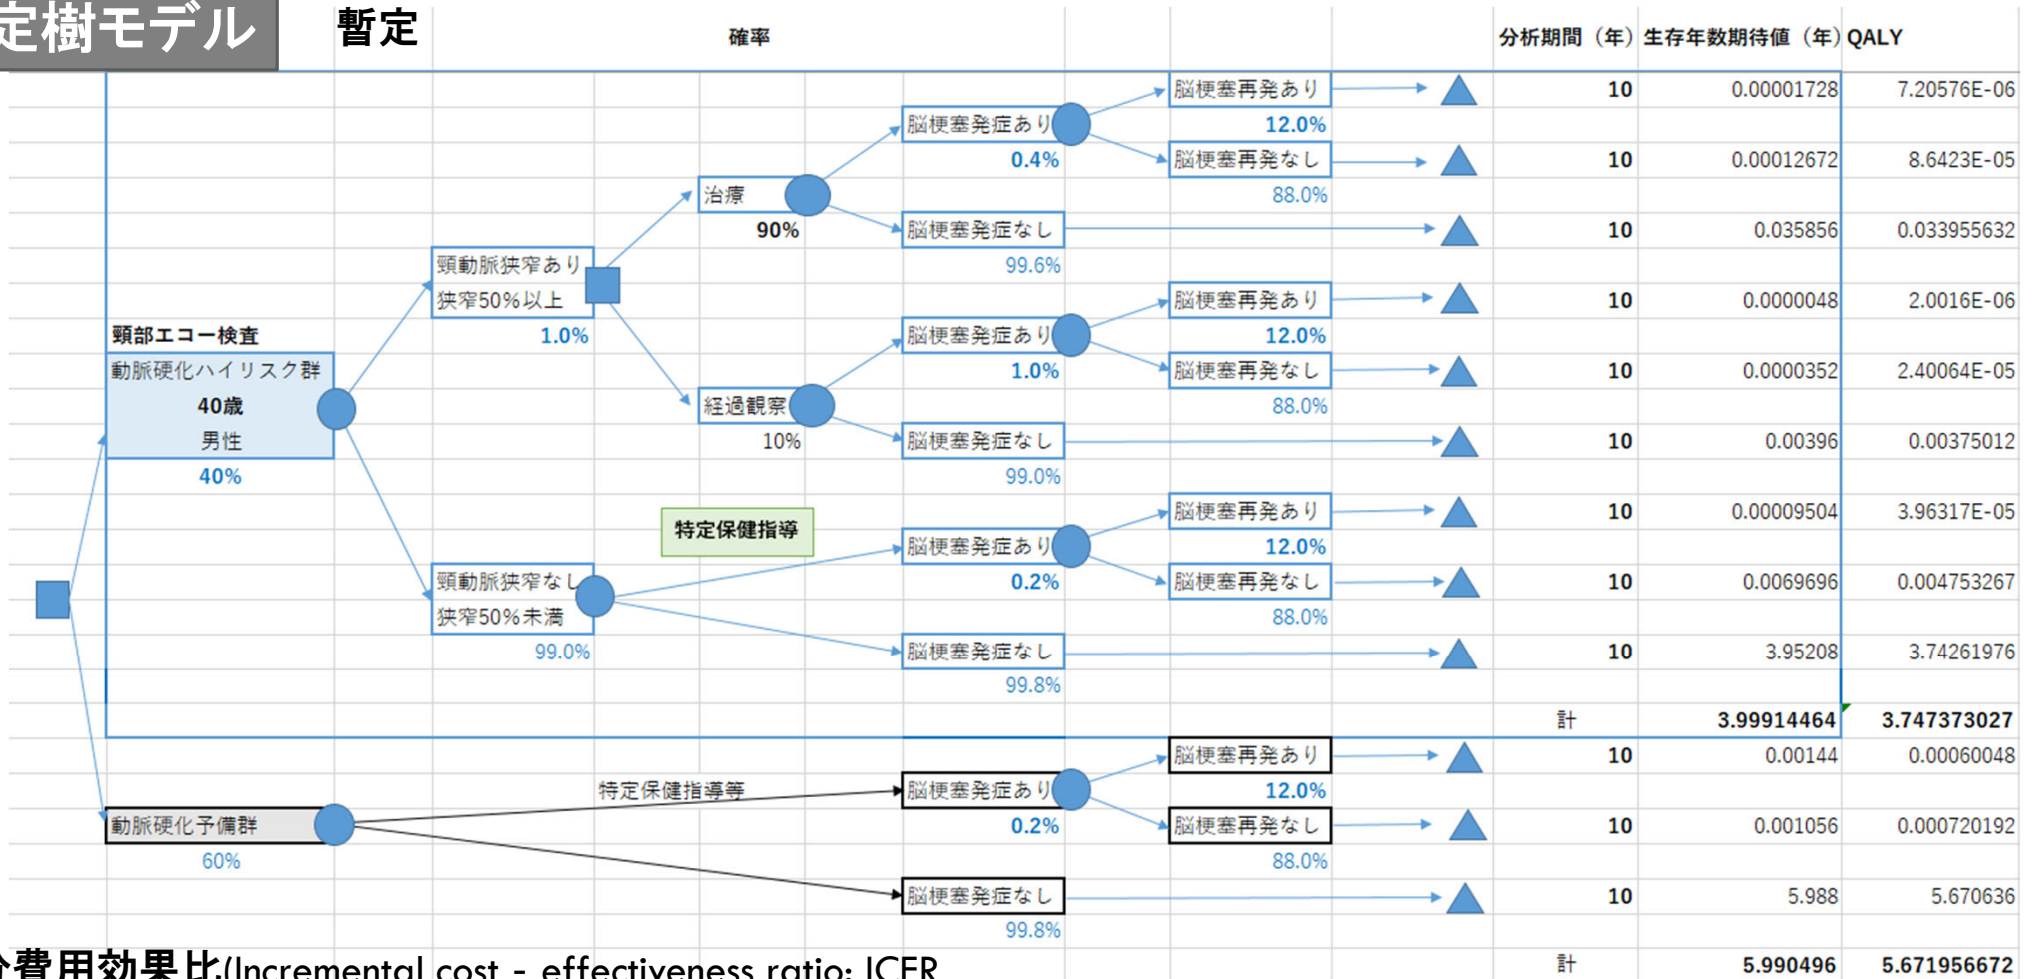 定樹モデル 暫定
確率 分析期間（年） 生存年数期待値（年） QALY
脳梗塞再発あり 10 0.00001728 7.20576E-06
脳梗塞発症あり 12.0%
0.4% 脳梗塞再発なし 10 0.00012672 8.6423E-05
治療 88.0%
90% 脳梗塞発症なし 10 0.035856 0.033955632
頸動脈狭窄あり 99.6%
狭窄50%以上 脳梗塞再発あり 10 0.0000048 2.0016E-06
頸部エコー検査 1.0% 脳梗塞発症あり 12.0%
動脈硬化ハイリスク群 1.0% 脳梗塞再発なし 10 0.0000352 2.40064E-05
40歳 経過観察 88.0%
男性 10% 脳梗塞発症なし 10 0.00396 0.00375012
40% 99.0%
脳梗塞再発あり 10 0.00009504 3.96317E-05
特定保健指導 脳梗塞発症あり 12.0%
頸動脈狭窄なし 0.2% 脳梗塞再発なし 10 0.0069696 0.004753267
狭窄50%未満 88.0%
99.0% 脳梗塞発症なし 10 3.95208 3.74261976
99.8%
計 3.99914464 3.747373027
脳梗塞再発あり 10 0.00144 0.00060048
特定保健指導等 脳梗塞発症あり 12.0%
動脈硬化予備群 0.2% 脳梗塞再発なし 10 0.001056 0.000720192
60% 88.0%
脳梗塞発症なし 10 5.988 5.670636
99.8%
分費用効果比(Incremental cost - effectiveness ratio: ICER 計 5.990496 5.671956672